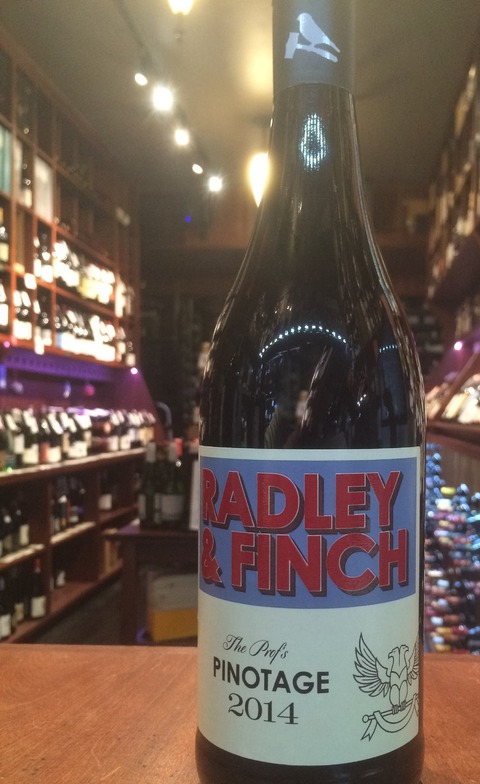 RADLEY
& FINCH
The Prof's
PINOTAGE
2014